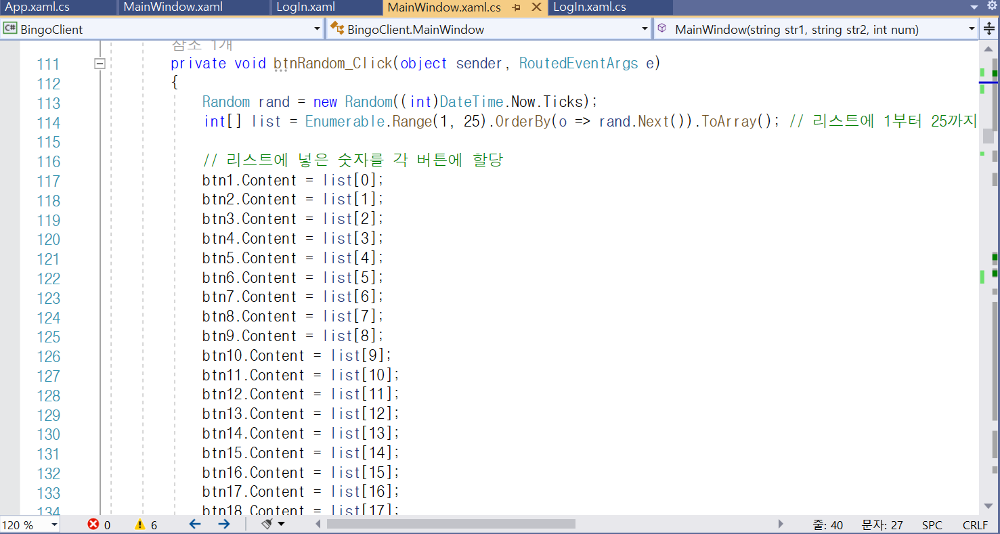 App.xaml.cs MainWindow.xaml LogIn.xaml MainWindow.xaml.cs LogIn.xaml.cs
C# BingoClient BingoClient.MainWindow MainWindow(string str1, string str2, int num)
참조 1개
111 private void btnRandom_Click(object sender, RoutedEventArgs e)
112 {
113 Random rand = new Random((int)DateTime.Now.Ticks);
114 int[] list = Enumerable.Range(1, 25).OrderBy(o => rand.Next()).ToArray(); // 리스트에 1부터 25까지
115
116 // 리스트에 넣은 숫자를 각 버튼에 할당
117 btn1.Content = list[0];
118 btn2.Content = list[1];
119 btn3.Content = list[2];
120 btn4.Content = list[3];
121 btn5.Content = list[4];
122 btn6.Content = list[5];
123 btn7.Content = list[6];
124 btn8.Content = list[7];
125 btn9.Content = list[8];
126 btn10.Content = list[9];
127 btn11.Content = list[10];
128 btn12.Content = list[11];
129 btn13.Content = list[12];
130 btn14.Content = list[13];
131 btn15.Content = list[14];
132 btn16.Content = list[15];
133 btn17.Content = list[16];
134 btn18.Content = list[17];
120 % 0 6 줄: 40 문자: 27 SPC CRLF